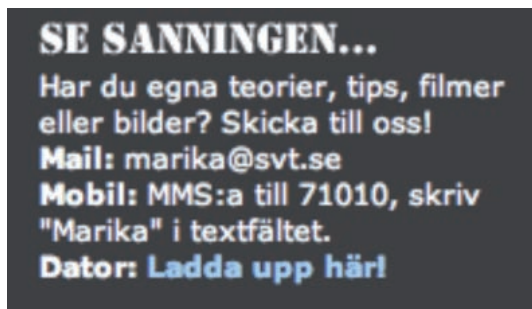 SE SANNINGEN...
Har du egna teorier, tips, filmer
eller bilder? Skicka till oss!
Mail: marika@svt.se
Mobil: MMS:a till 71010, skriv
"Marika" i textfältet.
Dator: Ladda upp här!